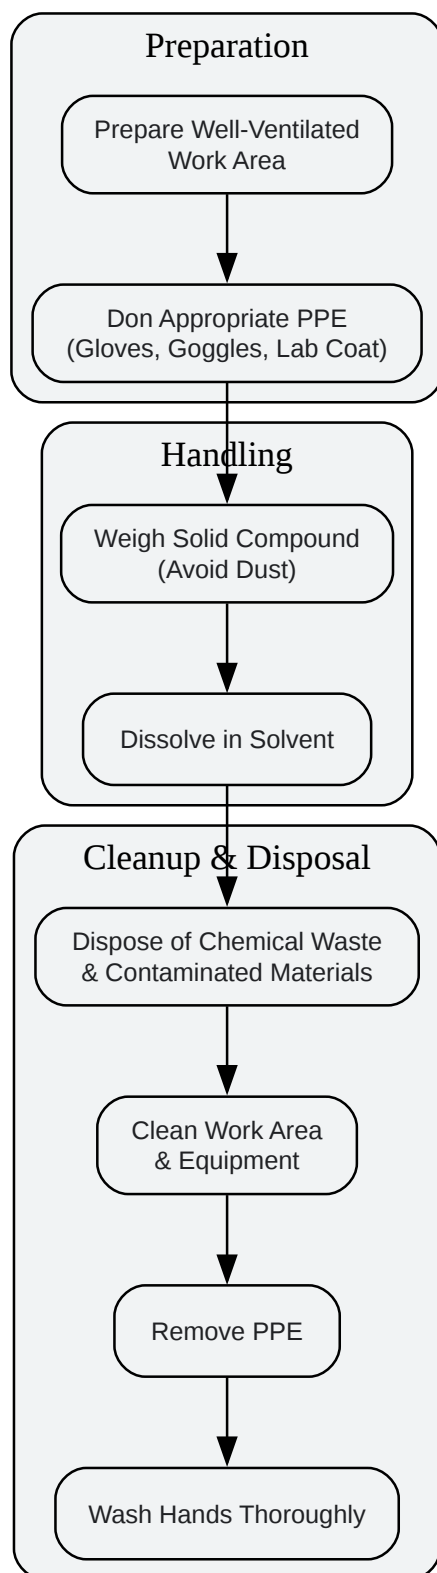 Preparation
Prepare Well-Ventilated
Work Area
Don Appropriate PPE
(Gloves, Goggles, Lab Coat)
Handling
Weigh Solid Compound
(Avoid Dust)
Dissolve in Solvent
Cleanup & Disposal
Dispose of Chemical Waste
& Contaminated Materials
Clean Work Area
& Equipment
Remove PPE
Wash Hands Thoroughly